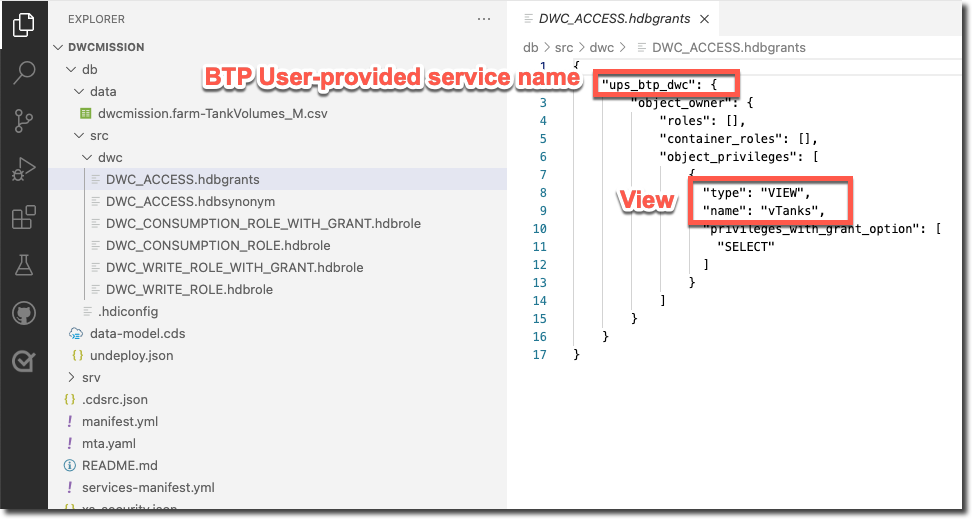 EXPLORER
...
DWCMISSION
db
data
dwcmission.farm-TankVolumes_M.csv
src
dwc
DWC_ACCESS.hdbgrants
DWC_ACCESS.hdbsynonym
DWC_CONSUMPTION_ROLE_WITH_GRANT.hdbrole
DWC_CONSUMPTION_ROLE.hdbrole
DWC_WRITE_ROLE_WITH_GRANT.hdbrole
DWC_WRITE_ROLE.hdbrole
.hdiconfig
data-model.cds
{} undeploy.json
srv
{} .cdsrc.json
! manifest.yml
! mta.yaml
README.md
! services-manifest.yml
{} xs-security.json
BTP User-provided service name
View
DWC_ACCESS.hdbgrants ×
db > src > dwc > DWC_ACCESS.hdbgrants
1 {
"ups_btp_dwc": {
3 "object_owner": {
4 "roles": [],
5 "container_roles": [],
6 "object_privileges": [
7 {
8 "type": "VIEW",
9 "name": "vTanks",
10 "privileges_with_grant_option": [
11 "SELECT"
12 ]
13 }
14 ]
15 }
16 }
17 }